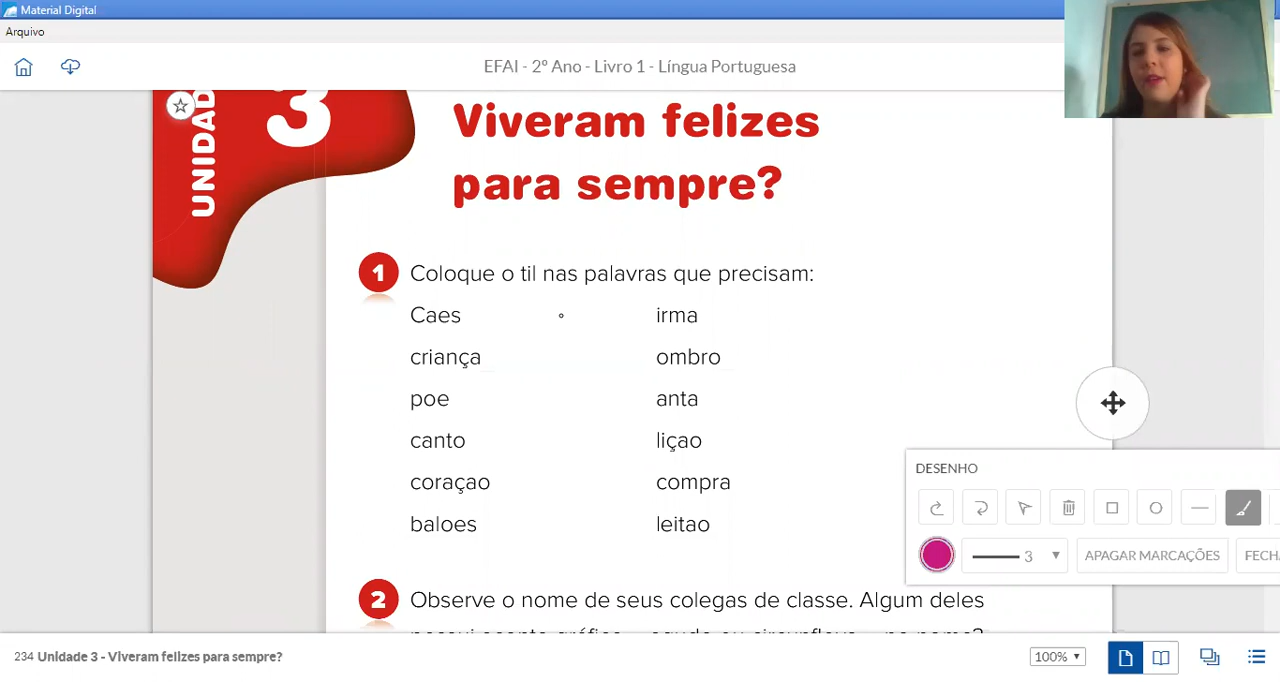 Material Digital
Arquivo
EFAI - 2º Ano - Livro 1 - Língua Portuguesa
UNIDAD
3
Viveram felizes
para sempre?
1 Coloque o til nas palavras que precisam:
Caes irma
criança ombro
poe anta
canto liçao
coraçao compra
baloes leitao
DESENHO
3 APAGAR MARCAÇÕES FECH
2 Observe o nome de seus colegas de classe. Algum deles
234 Unidade 3 - Viveram felizes para sempre? 100%